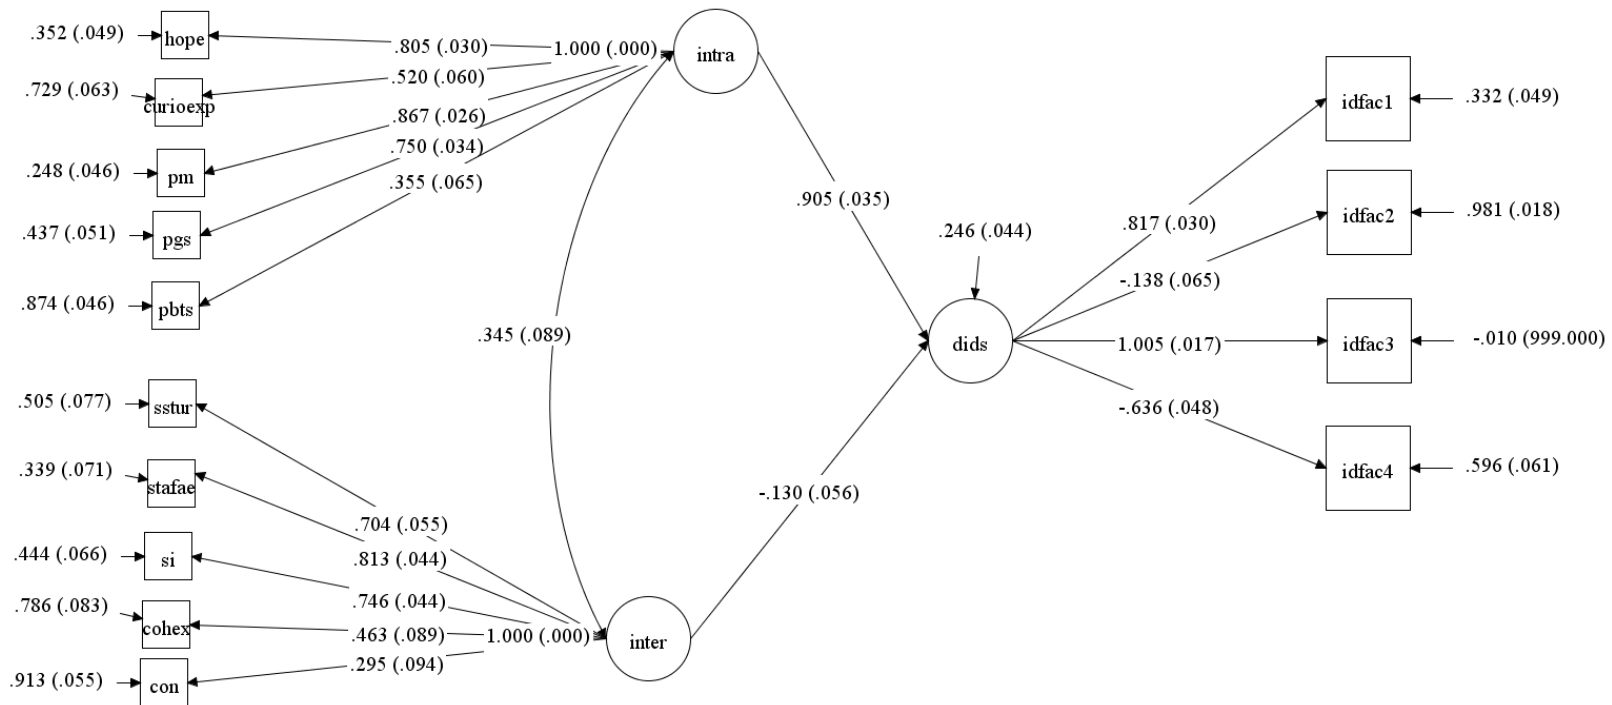 .352 (.049)
hope
.805 (.030)
1.000 (.000)
intra
.729 (.063)
curioexp
.520 (.060)
.867 (.026)
.248 (.046)
pm
.750 (.034)
.355 (.065)
.437 (.051)
pgs
.874 (.046)
pbts
.345 (.089)
.905 (.035)
.246 (.044)
dids
.817 (.030)
idfac1
.332 (.049)
-.138 (.065)
idfac2
.981 (.018)
1.005 (.017)
idfac3
-.010 (999.000)
-.636 (.048)
idfac4
.596 (.061)
.505 (.077)
sstur
.339 (.071)
stafae
-.130 (.056)
.704 (.055)
.813 (.044)
.444 (.066)
si
.746 (.044)
.786 (.083)
cohex
.463 (.089)
1.000 (.000)
inter
.295 (.094)
.913 (.055)
con